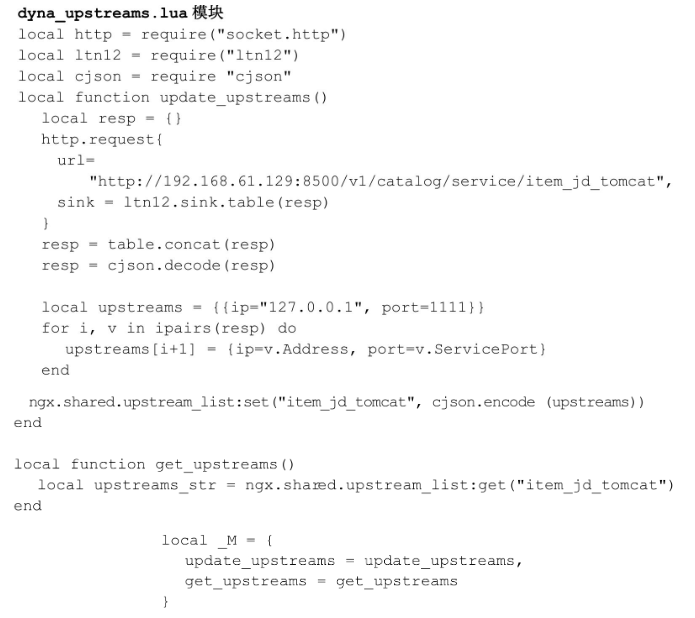 dyna_upstreams.lua 模块
local http = require("socket.http")
local ltn12 = require("ltn12")
local cjson = require "cjson"
local function update_upstreams()
local resp = {}
http.request{
url=
"http://192.168.61.129:8500/v1/catalog/service/item_jd_tomcat",
sink = ltn12.sink.table(resp)
}
resp = table.concat(resp)
resp = cjson.decode(resp)
local upstreams = {{ip="127.0.0.1", port=1111}}
for i, v in ipairs(resp) do
upstreams[i+1] = {ip=v.Address, port=v.ServicePort}
end
ngx.shared.upstream_list:set("item_jd_tomcat", cjson.encode (upstreams))
end
local function get_upstreams()
local upstreams_str = ngx.shared.upstream_list:get("item_jd_tomcat")
end
local _M = {
update_upstreams = update_upstreams,
get_upstreams = get_upstreams
}